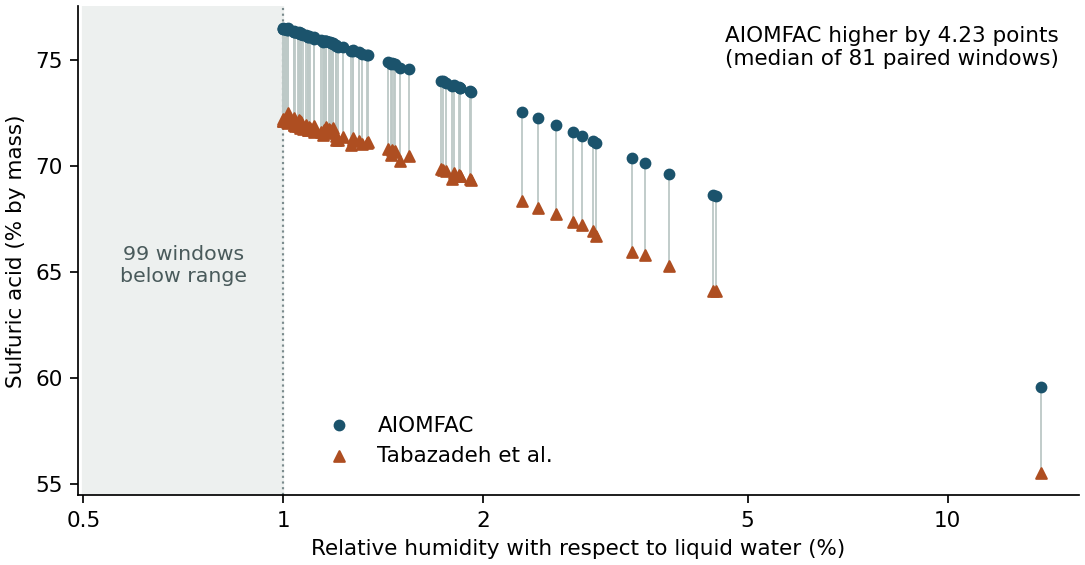 AIOMFAC higher by 4.23 points
(median of 81 paired windows)
75
70
65
60
55
Sulfuric acid (% by mass)
99 windows
below range
AIOMFAC
Tabazadeh et al.
0.5
1
2
5
10
Relative humidity with respect to liquid water (%)